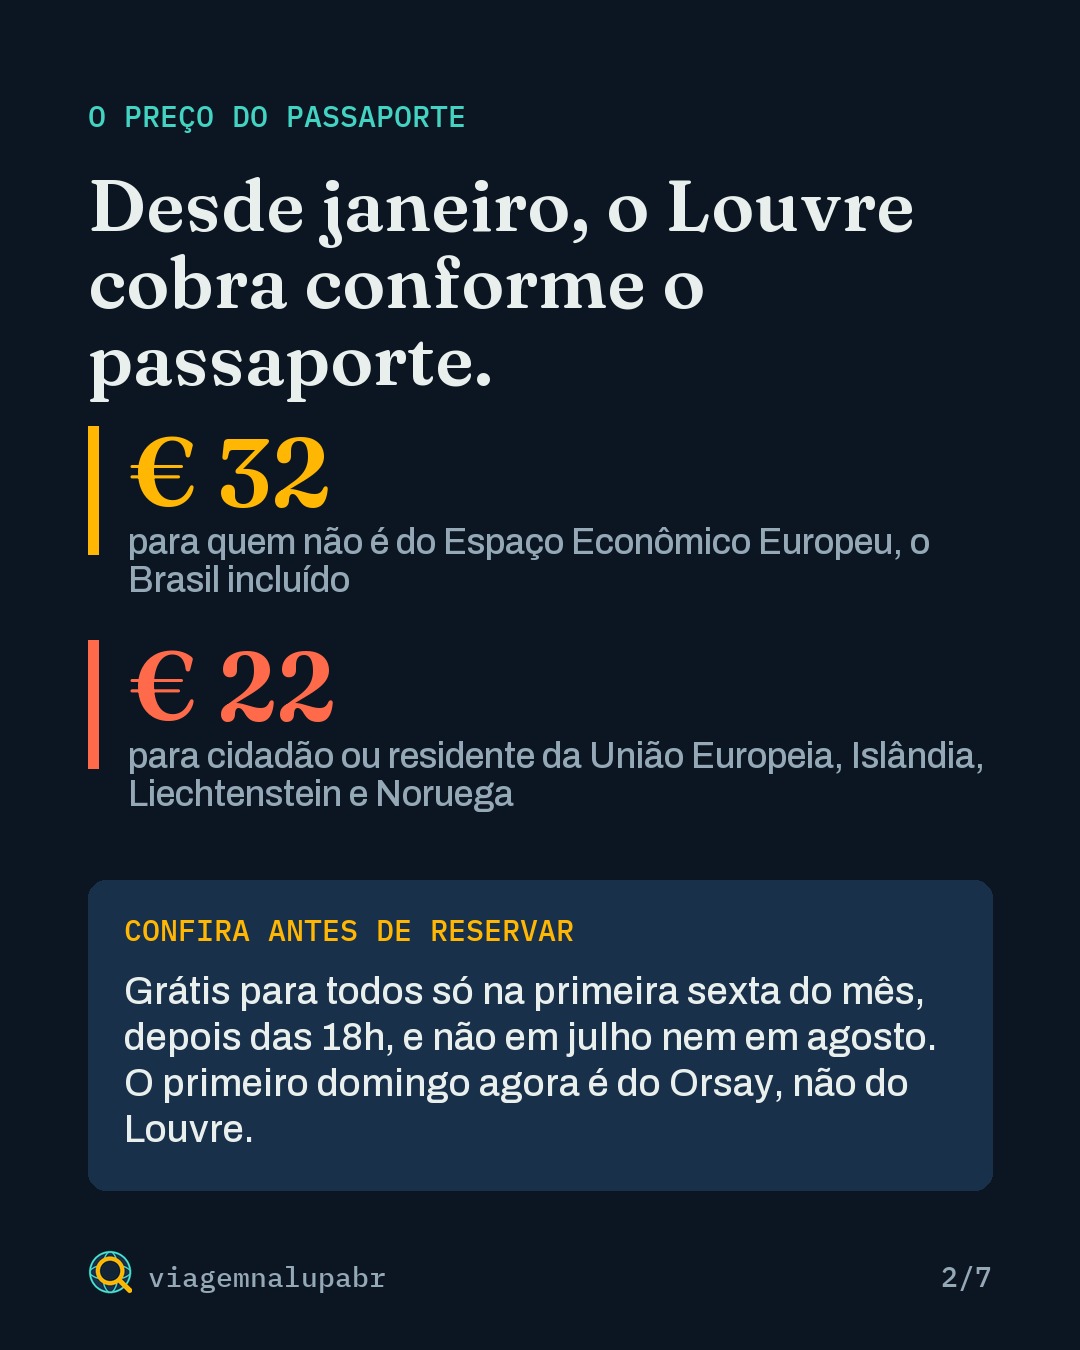 O PREÇO DO PASSAPORTE
Desde janeiro, o Louvre
cobra conforme o
passaporte.
€ 32
para quem não é do Espaço Econômico Europeu, o
Brasil incluído
€ 22
para cidadão ou residente da União Europeia, Islândia,
Liechtenstein e Noruega
CONFIRA ANTES DE RESERVAR
Grátis para todos só na primeira sexta do mês,
depois das 18h, e não em julho nem em agosto.
O primeiro domingo agora é do Orsay, não do
Louvre.
viagemnalupabr
2/7